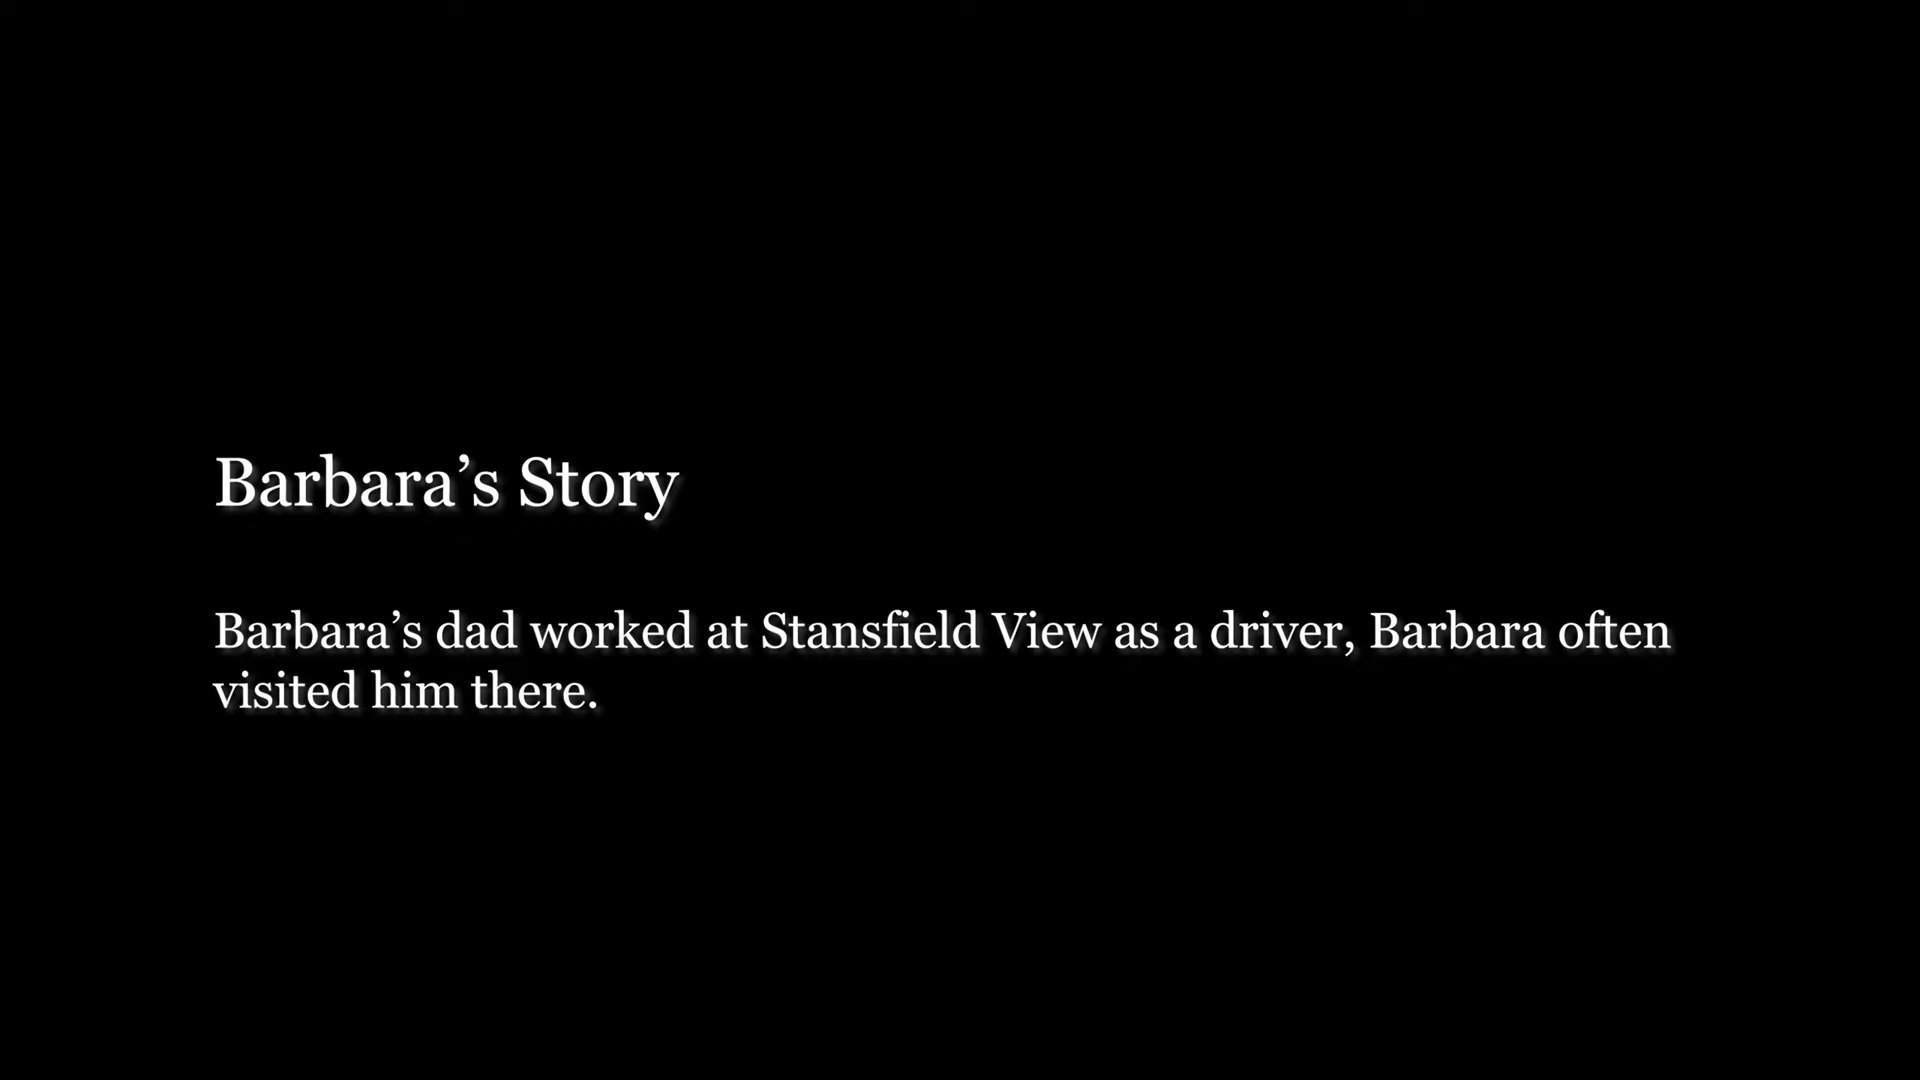 Barbara’s Story
Barbara’s dad worked at Stansfield View as a driver, Barbara often
visited him there.